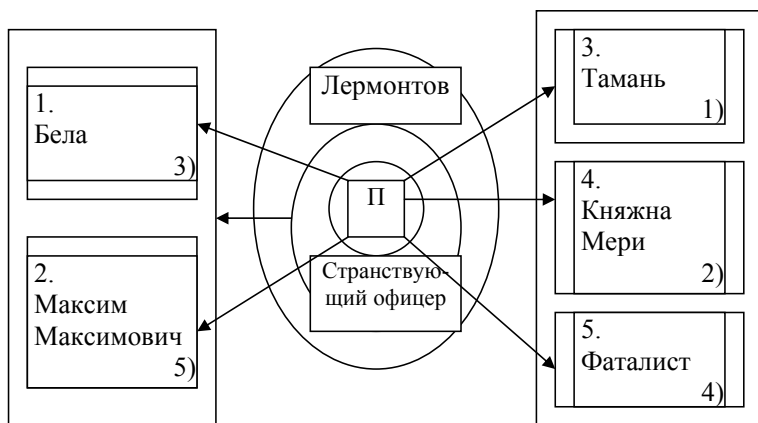 1.
Бела
3)
2.
Максим
Максимович
5)
Лермонтов
П
Странствую-
щий офицер
3.
Тамань
1)
4.
Княжна
Мери
2)
5.
Фаталист
4)